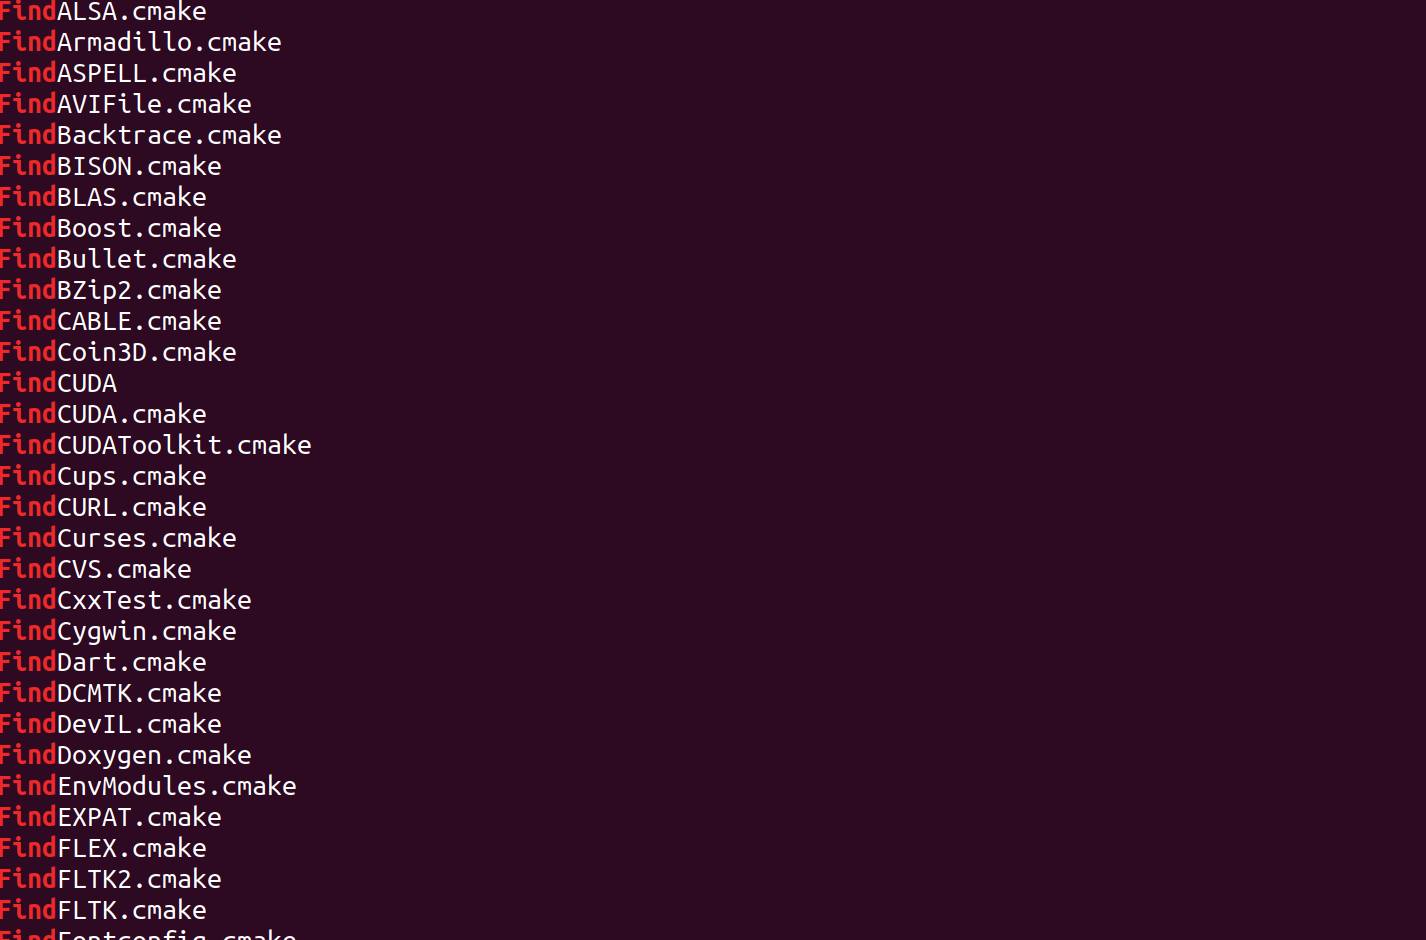 FindALSA.cmake
FindArmadillo.cmake
FindASPELL.cmake
FindAVIFile.cmake
FindBacktrace.cmake
FindBISON.cmake
FindBLAS.cmake
FindBoost.cmake
FindBullet.cmake
FindBZip2.cmake
FindCABLE.cmake
FindCoin3D.cmake
FindCUDA
FindCUDA.cmake
FindCUDAToolkit.cmake
FindCups.cmake
FindCURL.cmake
FindCurses.cmake
FindCVS.cmake
FindCxxTest.cmake
FindCygwin.cmake
FindDart.cmake
FindDCMTK.cmake
FindDevIL.cmake
FindDoxygen.cmake
FindEnvModules.cmake
FindEXPAT.cmake
FindFLEX.cmake
FindFLTK2.cmake
FindFLTK.cmake
FindFontconfig.cmake